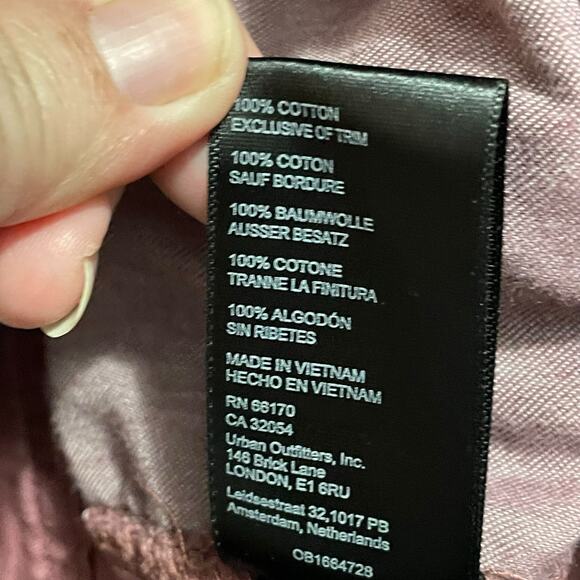 100% COTTON
EXCLUSIVE OF TRIM
100% COTON
SAUF BORDURE
100% BAUMWOLLE
AUSSER BESATZ
100% COTONE
TRANNE LA FINITURA
100% ALGODÓN
SIN RIBETES
MADE IN VIETNAM
HECHO EN VIETNAM
RN 66170
CA 32054
Urban Outfitters, Inc.
146 Brick Lane
LONDON, E1 6RU
Leidsestraat 32,1017 PB
Amsterdam, Netherlands
OB1664728